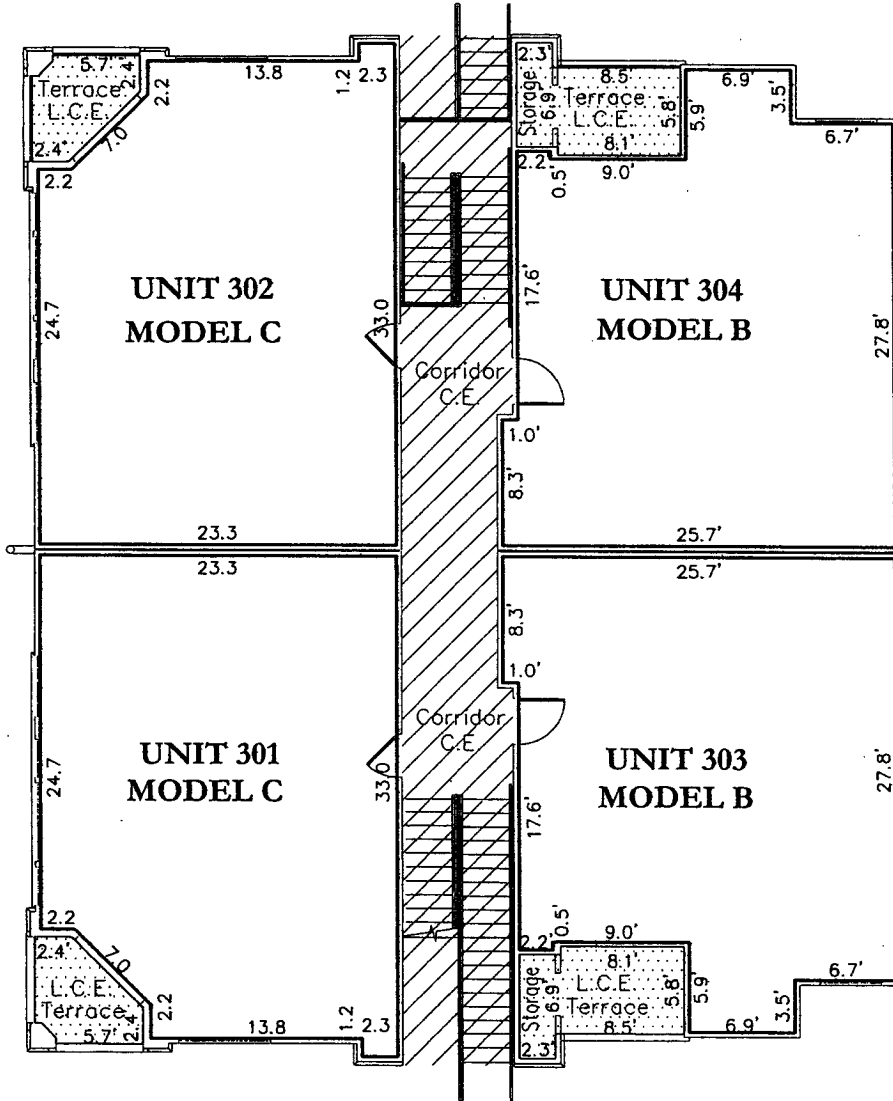 5.7'
2.4
Terrace
L.C.E.
2.4'
7.0
2.2
2.2
13.8
1.2
2.3
2.3'
Storage
6.9'
8.5'
Terrace
L.C.E.
8.1'
5.8'
5.9'
6.9'
3.5'
6.7'
2.2'
0.5'
9.0'
UNIT 302
MODEL C
24.7
33.0
23.3
Corridor
C.E.
17.6'
UNIT 304
MODEL B
27.8'
1.0'
8.3'
25.7'
23.3
25.7'
8.3'
1.0'
UNIT 301
MODEL C
24.7
33.0
Corridor
C.E.
17.6'
UNIT 303
MODEL B
27.8'
2.2
2.4'
7.0
L.C.E.
Terrace
2.4
5.7'
2.2
13.8
1.2
2.3
2.2'
0.5'
9.0'
Storage
6.9'
2.3'
8.1'
L.C.E.
Terrace
8.5'
5.8'
5.9'
6.9'
3.5'
6.7'